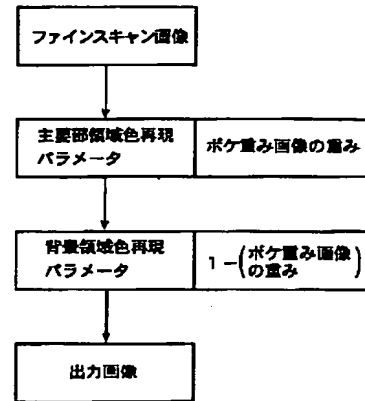 ファインスキャン画像
主要部領域色再現
パラメータ
ボケ重み画像の重み
背景領域色再現
パラメータ
1-(ボケ重み画像
の重み)
出力画像